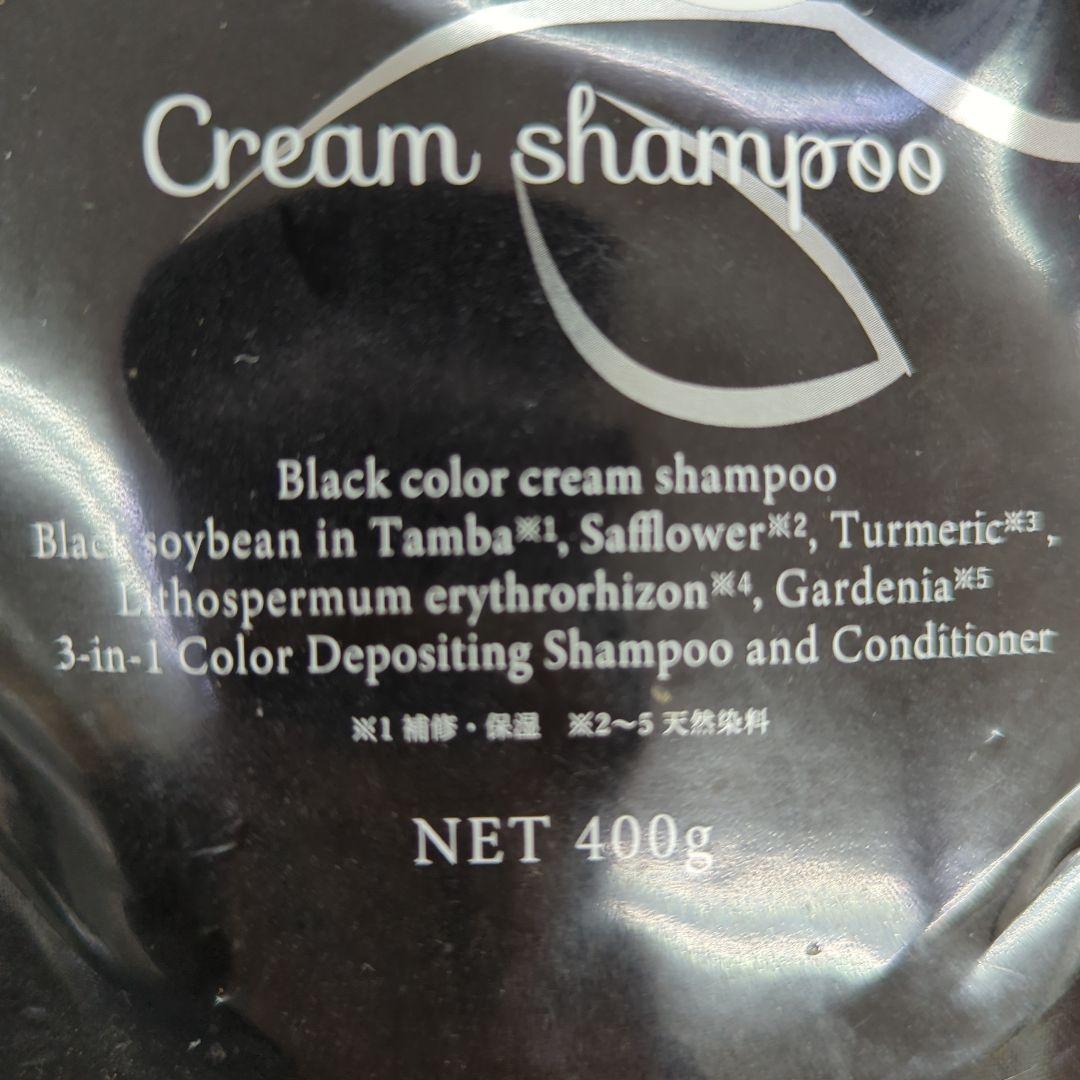 Cream shampoo
Black color cream shampoo
Black soybean in Tamba※1, Safflower※2, Turmeric※3,
Lithospermum erythrorhizon※4, Gardenia※5
3-in-1 Color Depositing Shampoo and Conditioner
※1 補修・保湿　※2〜5 天然染料
NET 400g